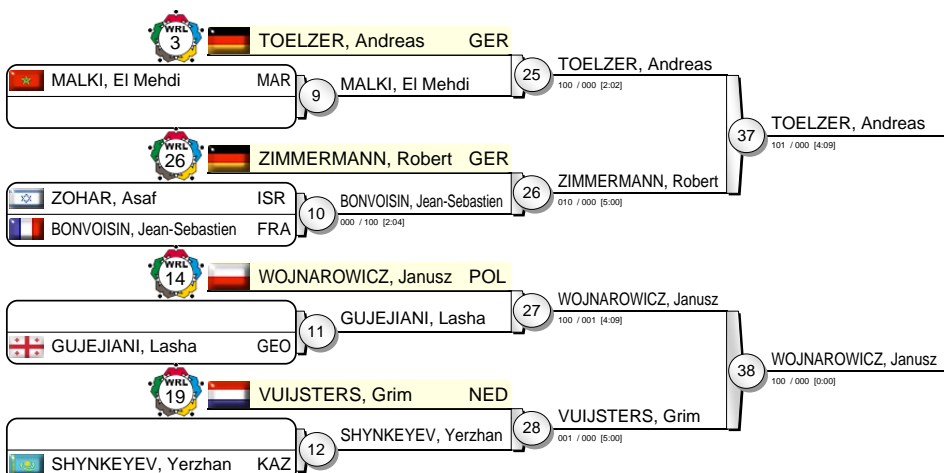 WRL
3
TOELZER, Andreas GER
MALKI, El Mehdi MAR
9
MALKI, El Mehdi
25
TOELZER, Andreas
100 / 000 [2:02]
WRL
26
ZIMMERMANN, Robert GER
ZOHAR, Asaf ISR
BONVOISIN, Jean-Sebastien FRA
10
BONVOISIN, Jean-Sebastien
000 / 100 [2:04]
26
ZIMMERMANN, Robert
010 / 000 [5:00]
37
TOELZER, Andreas
101 / 000 [4:09]
WRL
14
WOJNAROWICZ, Janusz POL
GUJEJIANI, Lasha GEO
11
GUJEJIANI, Lasha
27
WOJNAROWICZ, Janusz
100 / 001 [4:09]
WRL
19
VUIJSTERS, Grim NED
SHYNKEYEV, Yerzhan KAZ
12
SHYNKEYEV, Yerzhan
28
VUIJSTERS, Grim
001 / 000 [5:00]
38
WOJNAROWICZ, Janusz
100 / 000 [0:00]